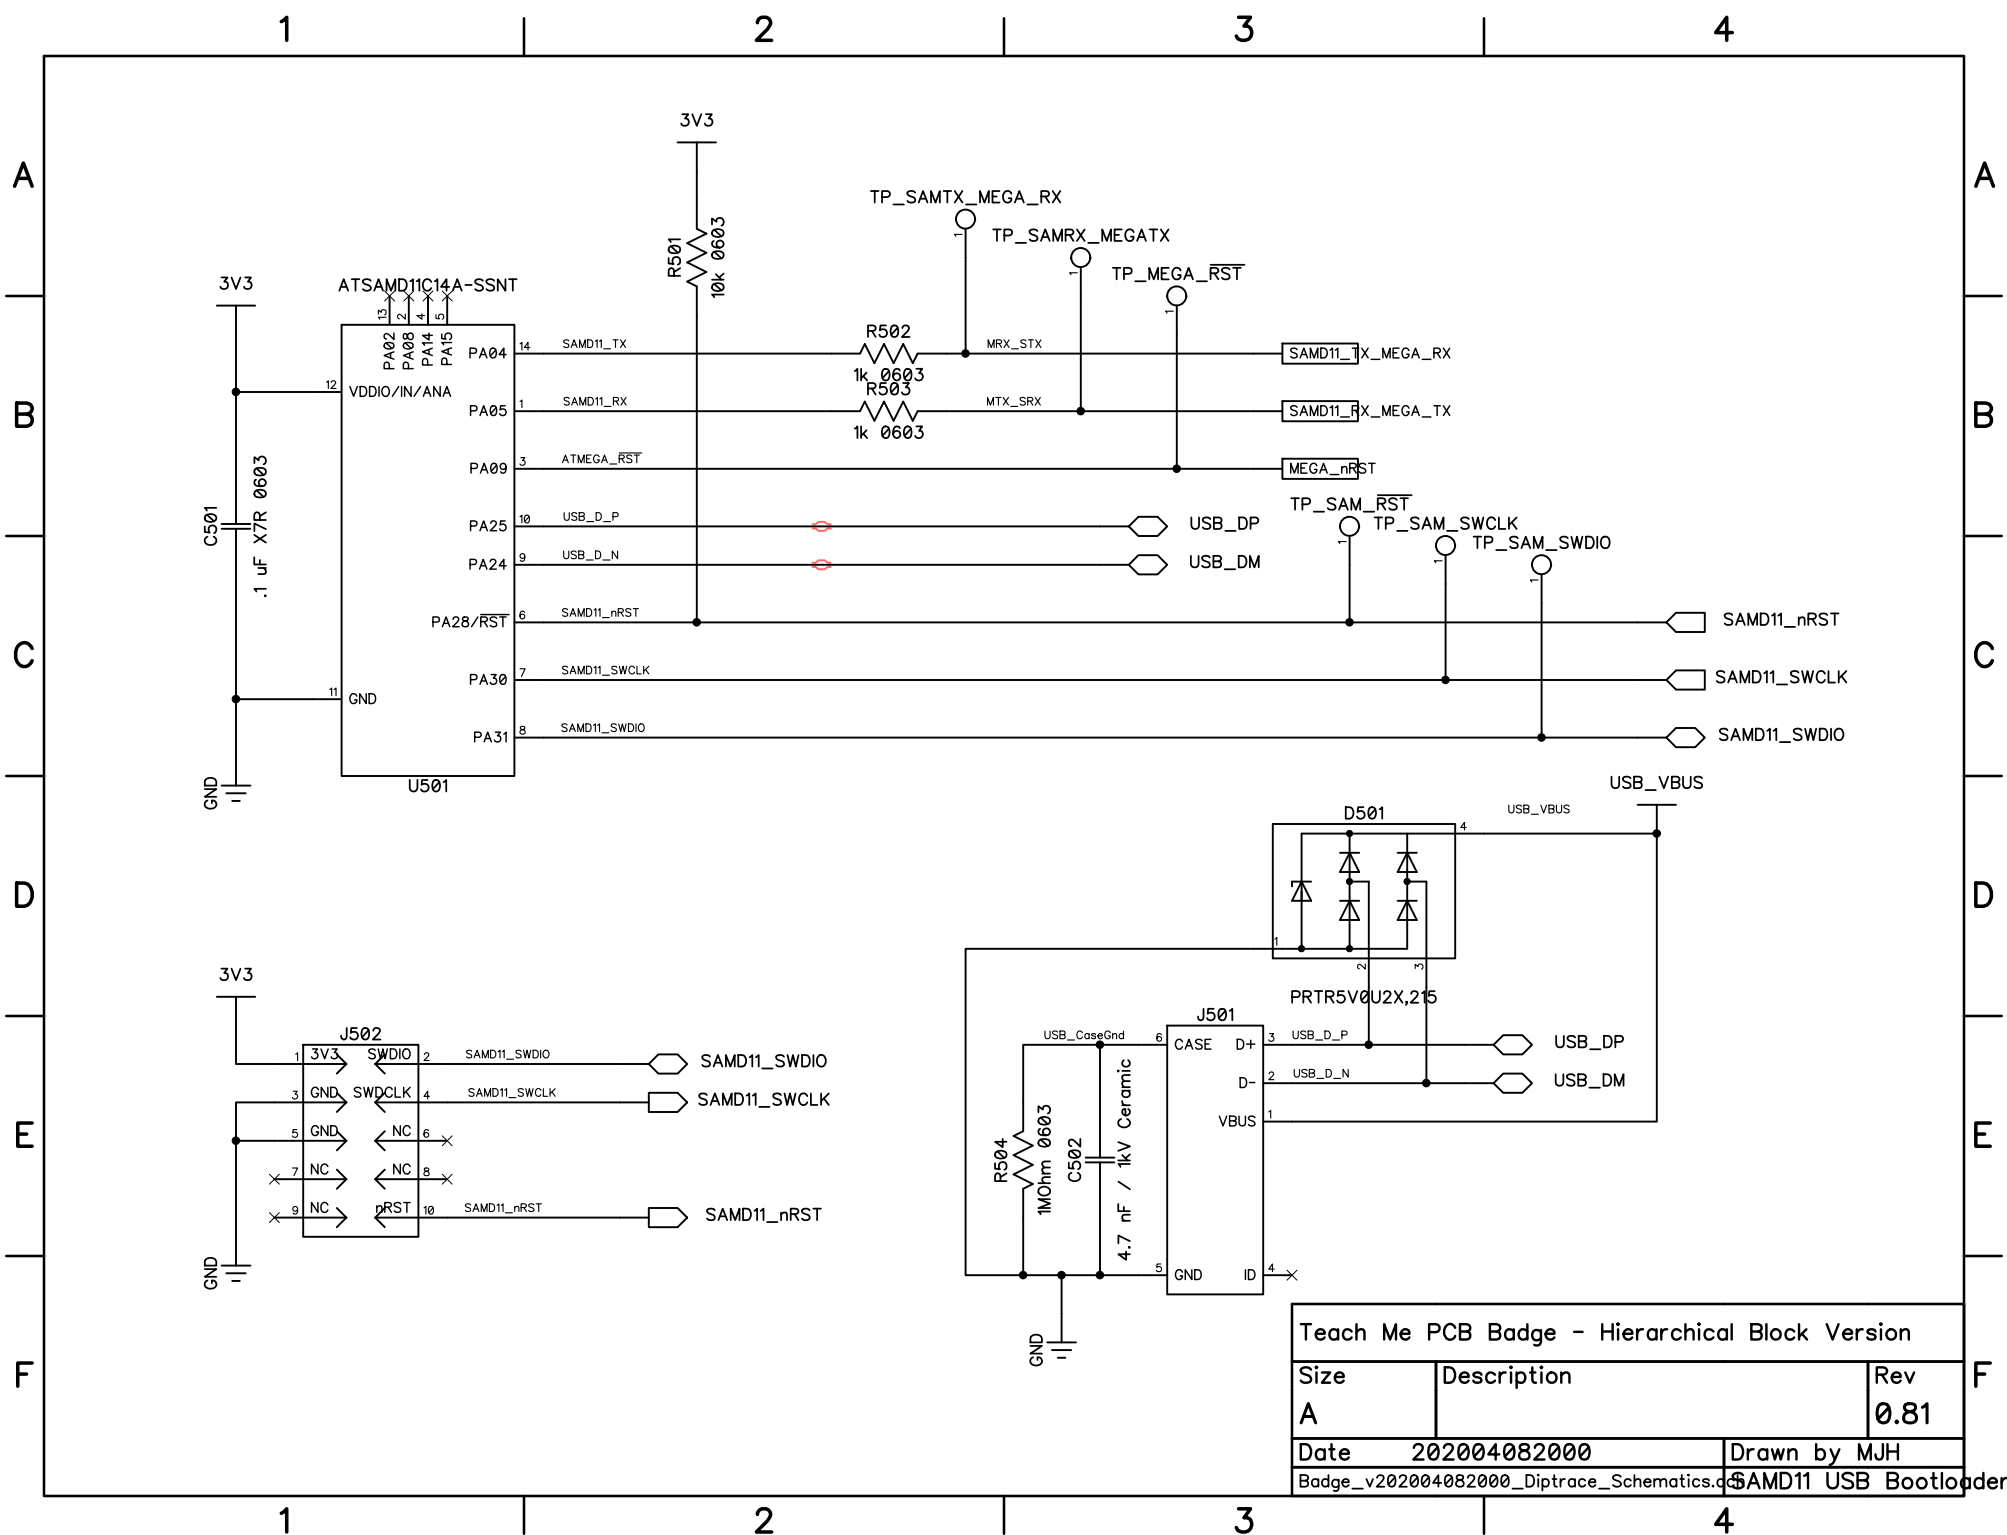 1 2 3 4
A A
B B
C C
D D
E E
F F
3V3
TP_SAMTX_MEGA_RX
R501
10k 0603
TP_SAMRX_MEGATX
TP_MEGA_RST
3V3
ATSAMD11C14A-SSNT
13 2 4 5
PA02 PA08 PA14 PA15
1
1
1
R502
PA04 14 SAMD11_TX MRX_STX SAMD11_TX_MEGA_RX
1k 0603
12 VDDIO/IN/ANA
R503
PA05 1 SAMD11_RX MTX_SRX SAMD11_RX_MEGA_TX
1k 0603
PA09 3 ATMEGA_RST MEGA_nRST
C501
.1 uF X7R 0603
TP_SAM_RST
PA25 10 USB_D_P USB_DP
TP_SAM_SWCLK
TP_SAM_SWDIO
1
1
1
PA24 9 USB_D_N USB_DM
PA28/RST 6 SAMD11_nRST SAMD11_nRST
PA30 7 SAMD11_SWCLK SAMD11_SWCLK
11 GND
PA31 8 SAMD11_SWDIO SAMD11_SWDIO
GND
U501
USB_VBUS
D501
4 USB_VBUS
1
2 3
PRTR5V0U2X,215
3V3
J502
1 3V3 SWDIO 2 SAMD11_SWDIO SAMD11_SWDIO
3 GND SWDCLK 4 SAMD11_SWCLK SAMD11_SWCLK
5 GND NC 6
7 NC NC 8
9 NC nRST 10 SAMD11_nRST SAMD11_nRST
GND
J501
USB_CaseGnd 6 CASE D+ 3 USB_D_P USB_DP
D- 2 USB_D_N USB_DM
VBUS 1
R504
1MOhm 0603
C502
4.7 nF / 1kV Ceramic
5 GND ID 4
GND
Teach Me PCB Badge - Hierarchical Block Version
Size Description Rev
A 0.81
Date 202004082000 Drawn by MJH
Badge_v202004082000_Diptrace_Schematics.dch SAMD11 USB Bootloader
1 2 3 4